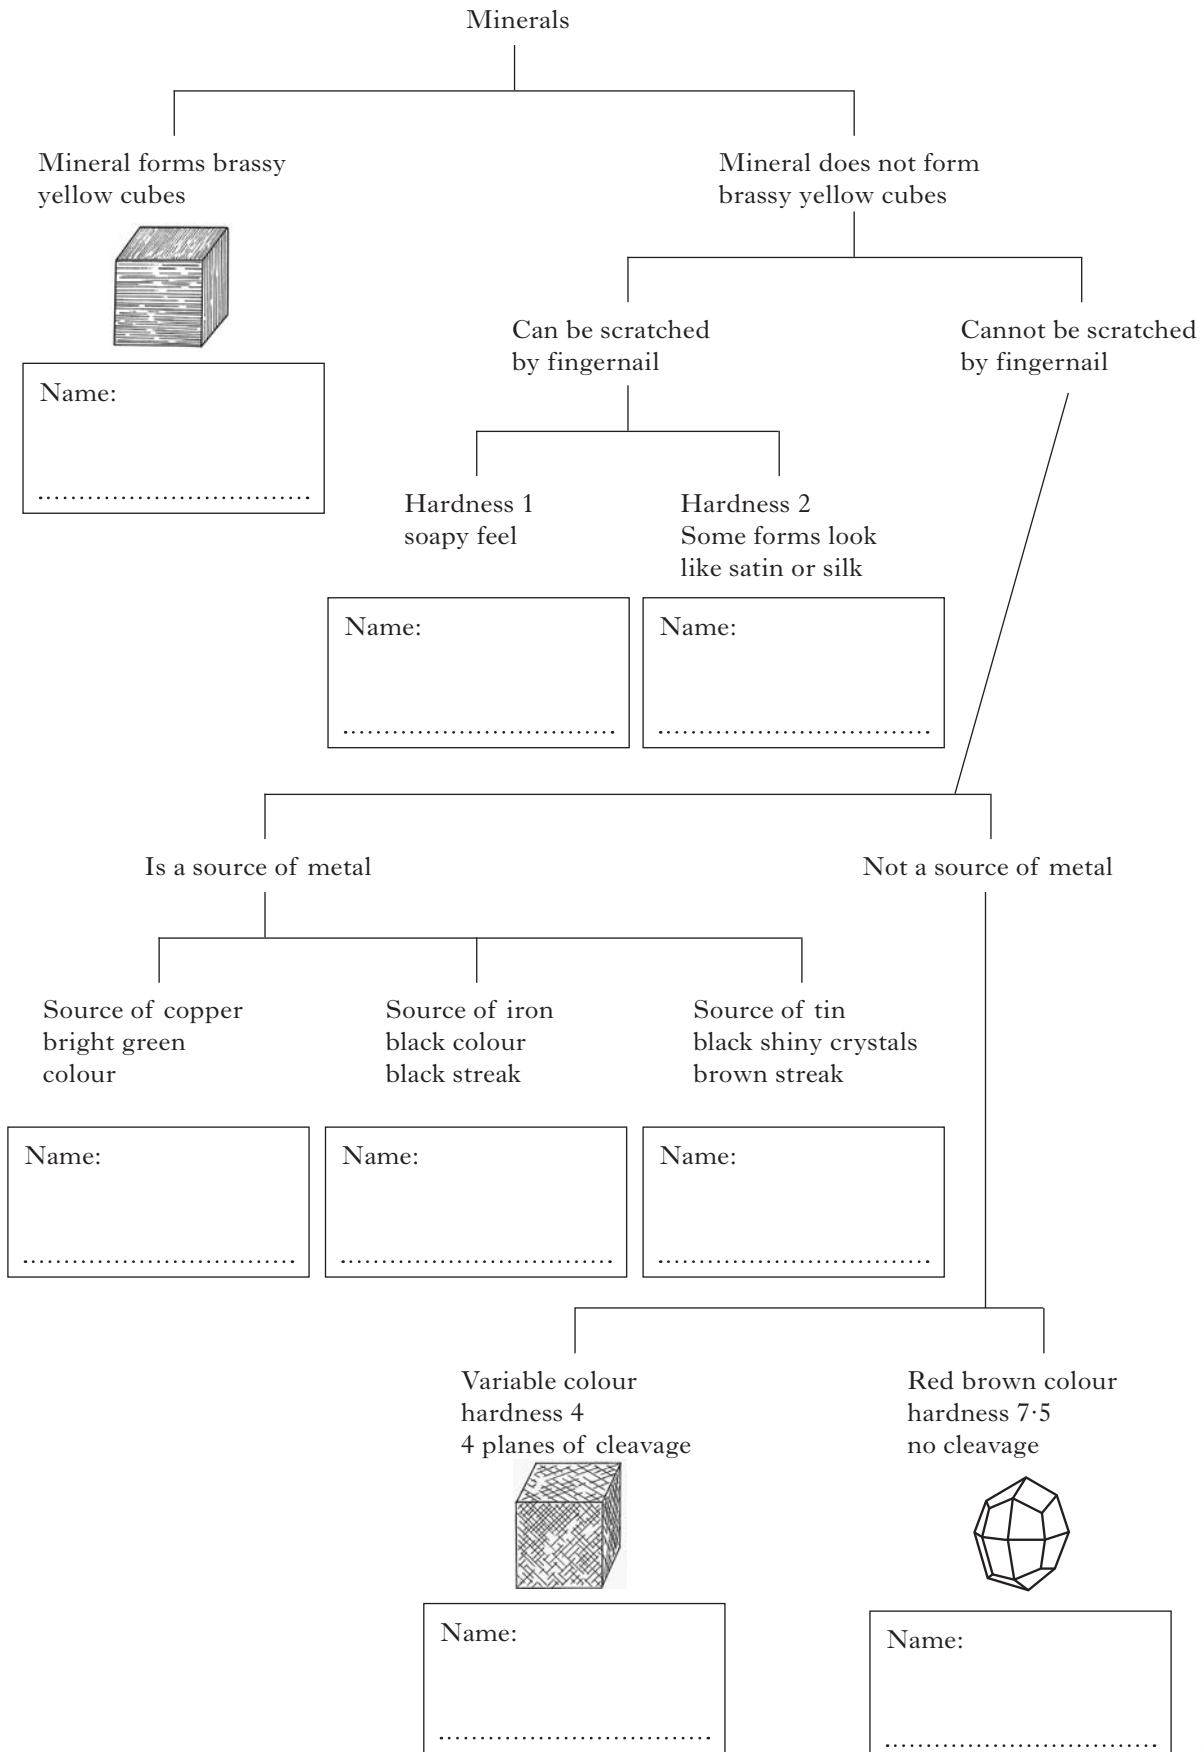 Minerals
Mineral forms brassy
yellow cubes
Mineral does not form
brassy yellow cubes
Can be scratched
by fingernail
Cannot be scratched
by fingernail
Name:
Hardness 1
soapy feel
Hardness 2
Some forms look
like satin or silk
Name:
Name:
Is a source of metal
Not a source of metal
Source of copper
bright green
colour
Source of iron
black colour
black streak
Source of tin
black shiny crystals
brown streak
Name:
Name:
Name:
Variable colour
hardness 4
4 planes of cleavage
Red brown colour
hardness 7·5
no cleavage
Name:
Name: